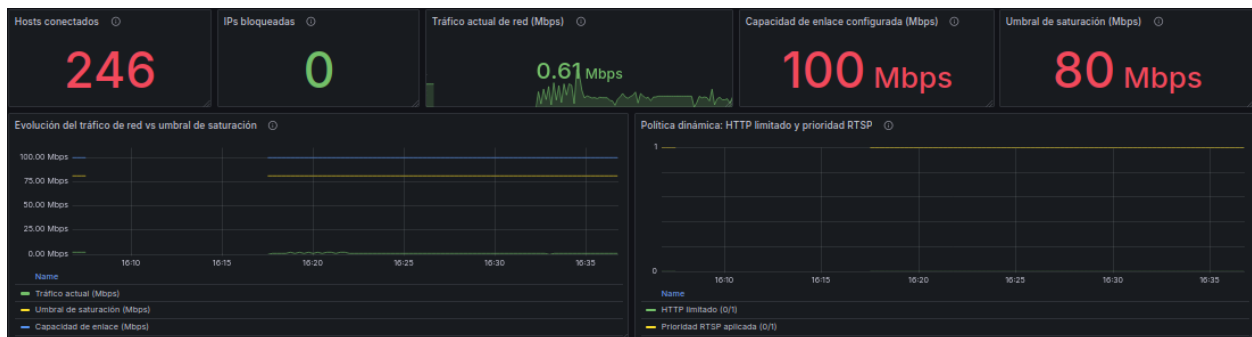 Hosts conectados
IPs bloqueadas
Tráfico actual de red (Mbps)
Capacidad de enlace configurada (Mbps)
Umbral de saturación (Mbps)
246
0
0.61 Mbps
100 Mbps
80 Mbps
Evolución del tráfico de red vs umbral de saturación
100.00 Mbps
75.00 Mbps
50.00 Mbps
25.00 Mbps
0.00 Mbps
16:10 16:15 16:20 16:25 16:30 16:35
Name
Tráfico actual (Mbps)
Umbral de saturación (Mbps)
Capacidad de enlace (Mbps)
Política dinámica: HTTP limitado y prioridad RTSP
1
0
16:10 16:15 16:20 16:25 16:30 16:35
Name
HTTP limitado (0/1)
Prioridad RTSP aplicada (0/1)